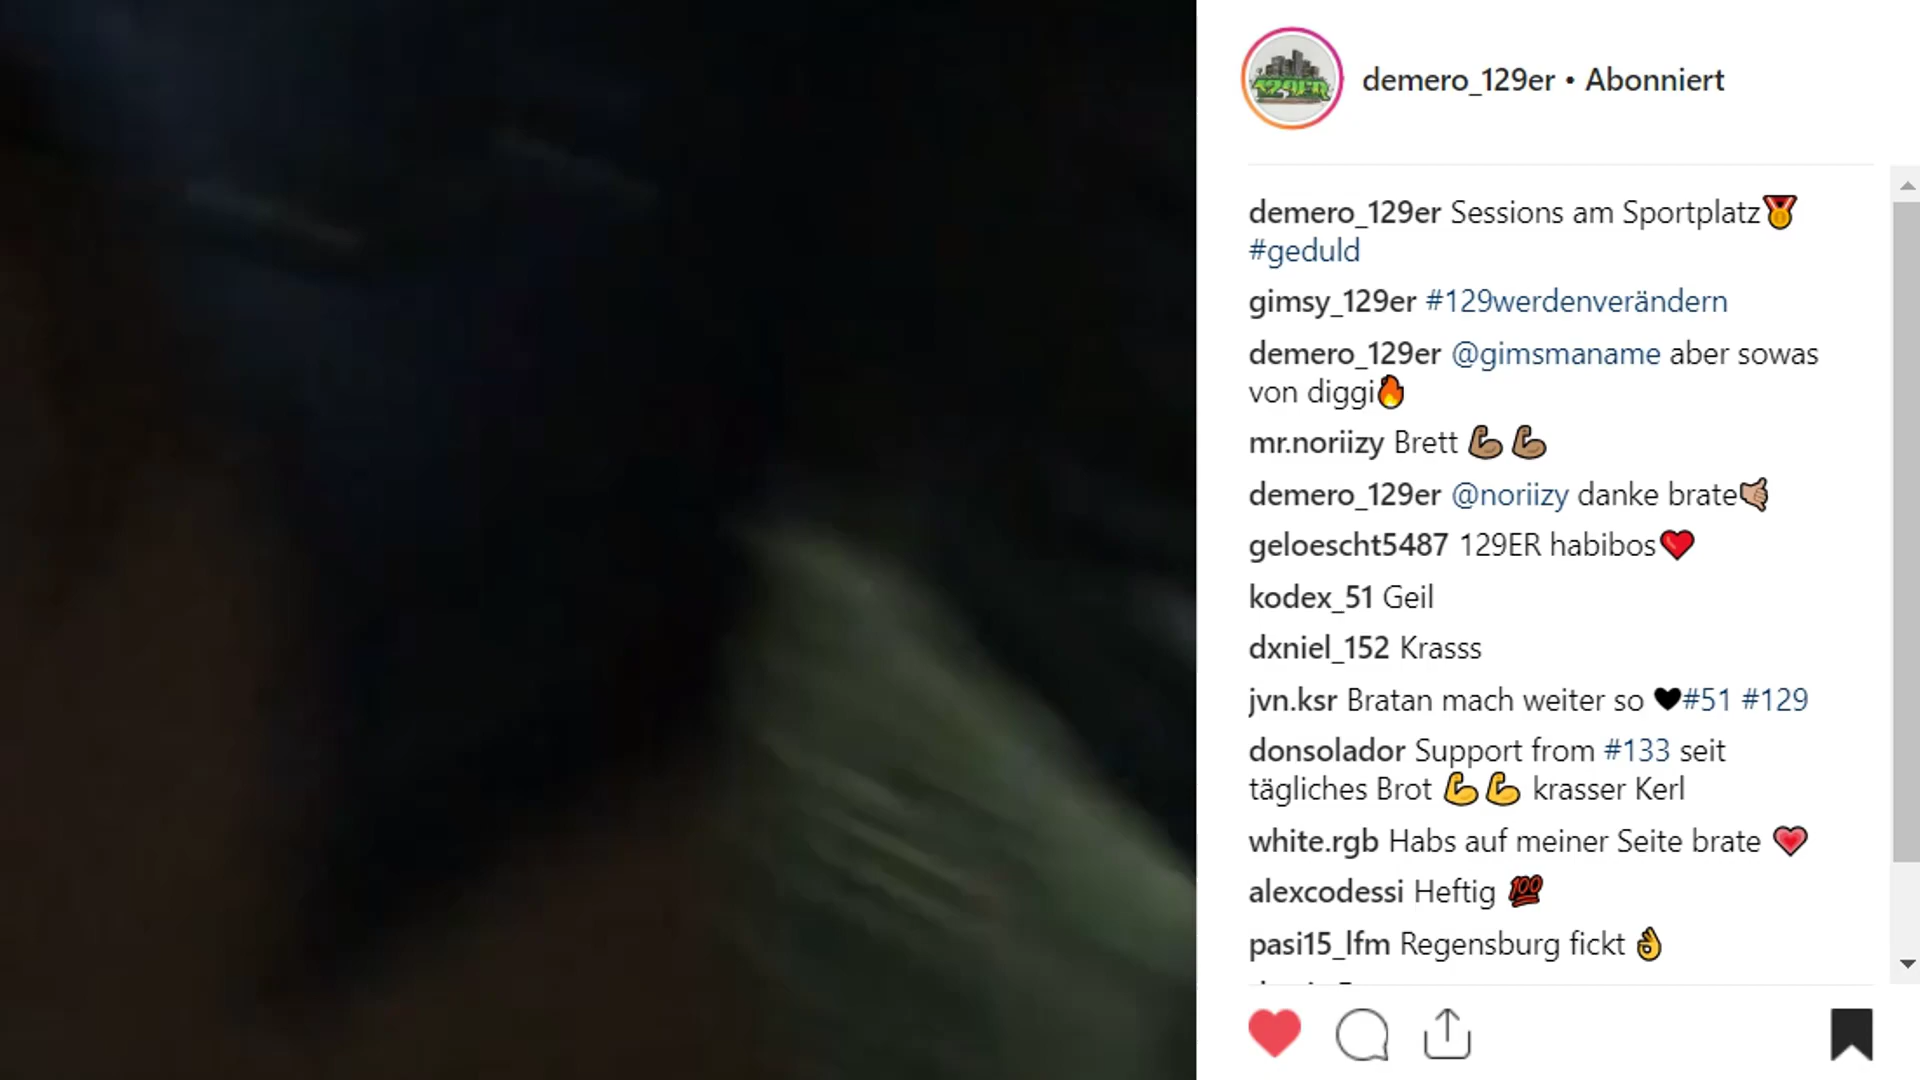 129ER
demero_129er • Abonniert
demero_129er Sessions am Sportplatz🏅
#geduld
gimsy_129er #129werdenverändern
demero_129er @gimsmaname aber sowas
von diggi🔥
mr.noriizy Brett 💪🏽💪🏽
demero_129er @noriizy danke brate🤙🏼
geloescht5487 129ER habibos❤️
kodex_51 Geil
dxniel_152 Krasss
jvn.ksr Bratan mach weiter so 🖤#51 #129
donsolador Support from #133 seit
tägliches Brot 💪💪 krasser Kerl
white.rgb Habs auf meiner Seite brate 💗
alexcodessi Heftig 💯
pasi15_lfm Regensburg fickt 👌